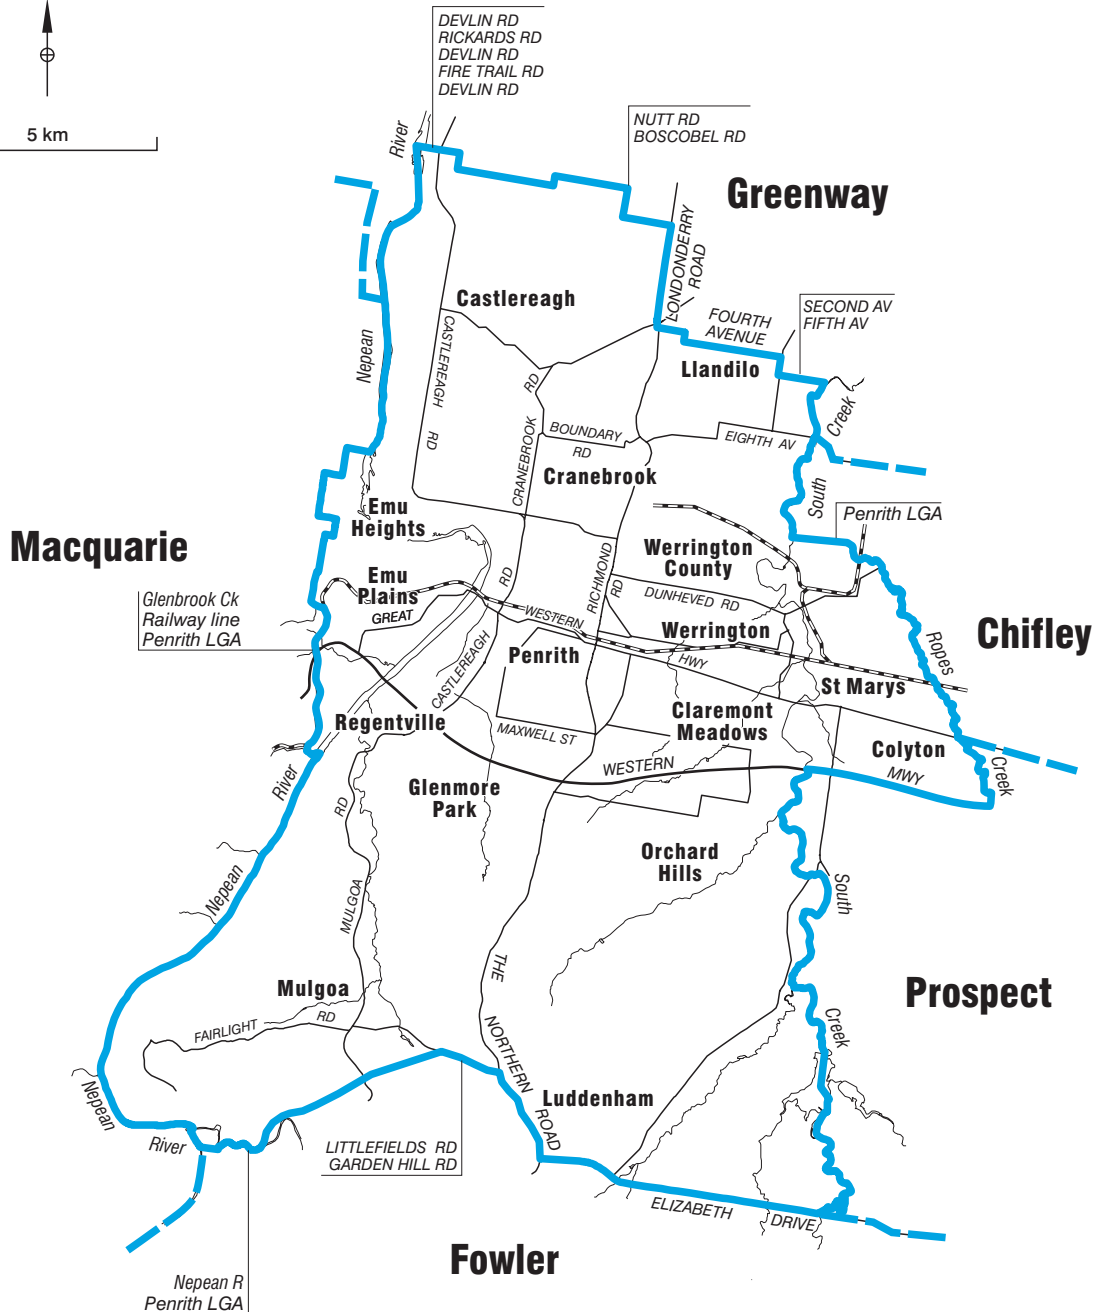 DEVLIN RD
RICKARDS RD
DEVLIN RD
FIRE TRAIL RD
DEVLIN RD
5 km
NUTT RD
BOSCOBEL RD
River
Greenway
LONDONDERRY
ROAD
Castlereagh
SECOND AV
FIFTH AV
FOURTH
AVENUE
Nepean
CASTLEREAGH
RD
Llandilo
RD
Creek
CRANEBROOK
BOUNDARY
RD
EIGHTH AV
Cranebrook
South
Emu
Heights
Penrith LGA
Macquarie
Werrington
County
RICHMOND
RD
Emu
Plains
RD
DUNHEVED RD
Glenbrook Ck
Railway line
Penrith LGA
GREAT
WESTERN
HWY
Werrington
Chifley
Ropes
Penrith
CASTLEREAGH
St Marys
Regentville
Claremont
Meadows
MAXWELL ST
Colyton
WESTERN
MWY
Creek
River
Glenmore
Park
RD
Orchard
Hills
Nepean
South
MULGOA
THE
Mulgoa
Prospect
FAIRLIGHT
RD
Creek
NORTHERN
ROAD
Nepean
Luddenham
River
LITTLEFIELDS RD
GARDEN HILL RD
ELIZABETH
DRIVE
Fowler
Nepean R
Penrith LGA